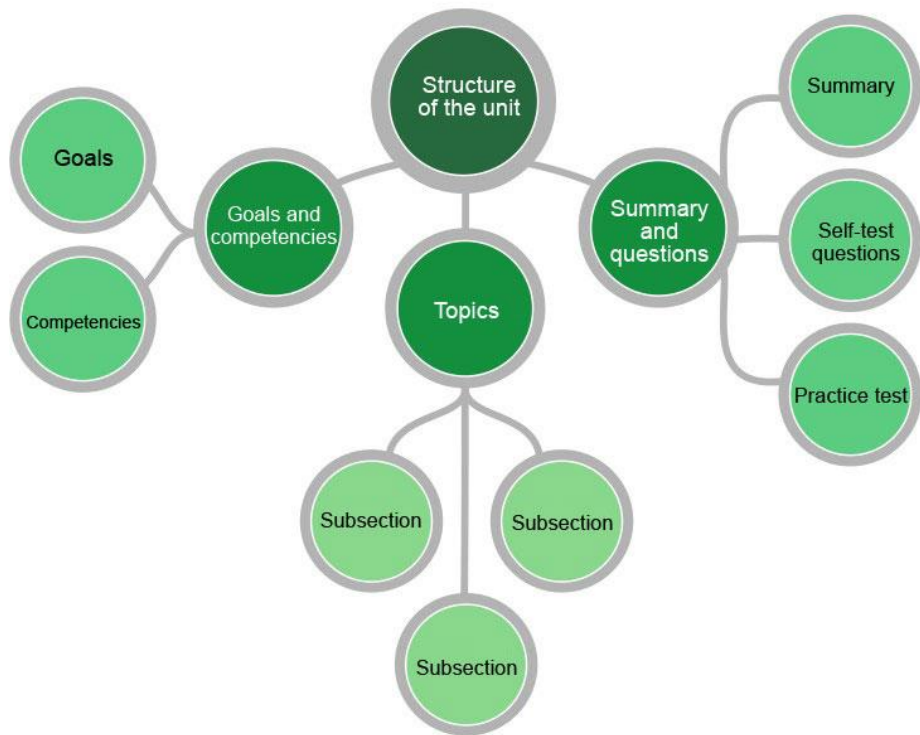 Structure
of the unit
Goals
Goals and
competencies
Competencies
Topics
Subsection
Subsection
Subsection
Summary
and
questions
Summary
Self-test
questions
Practice test